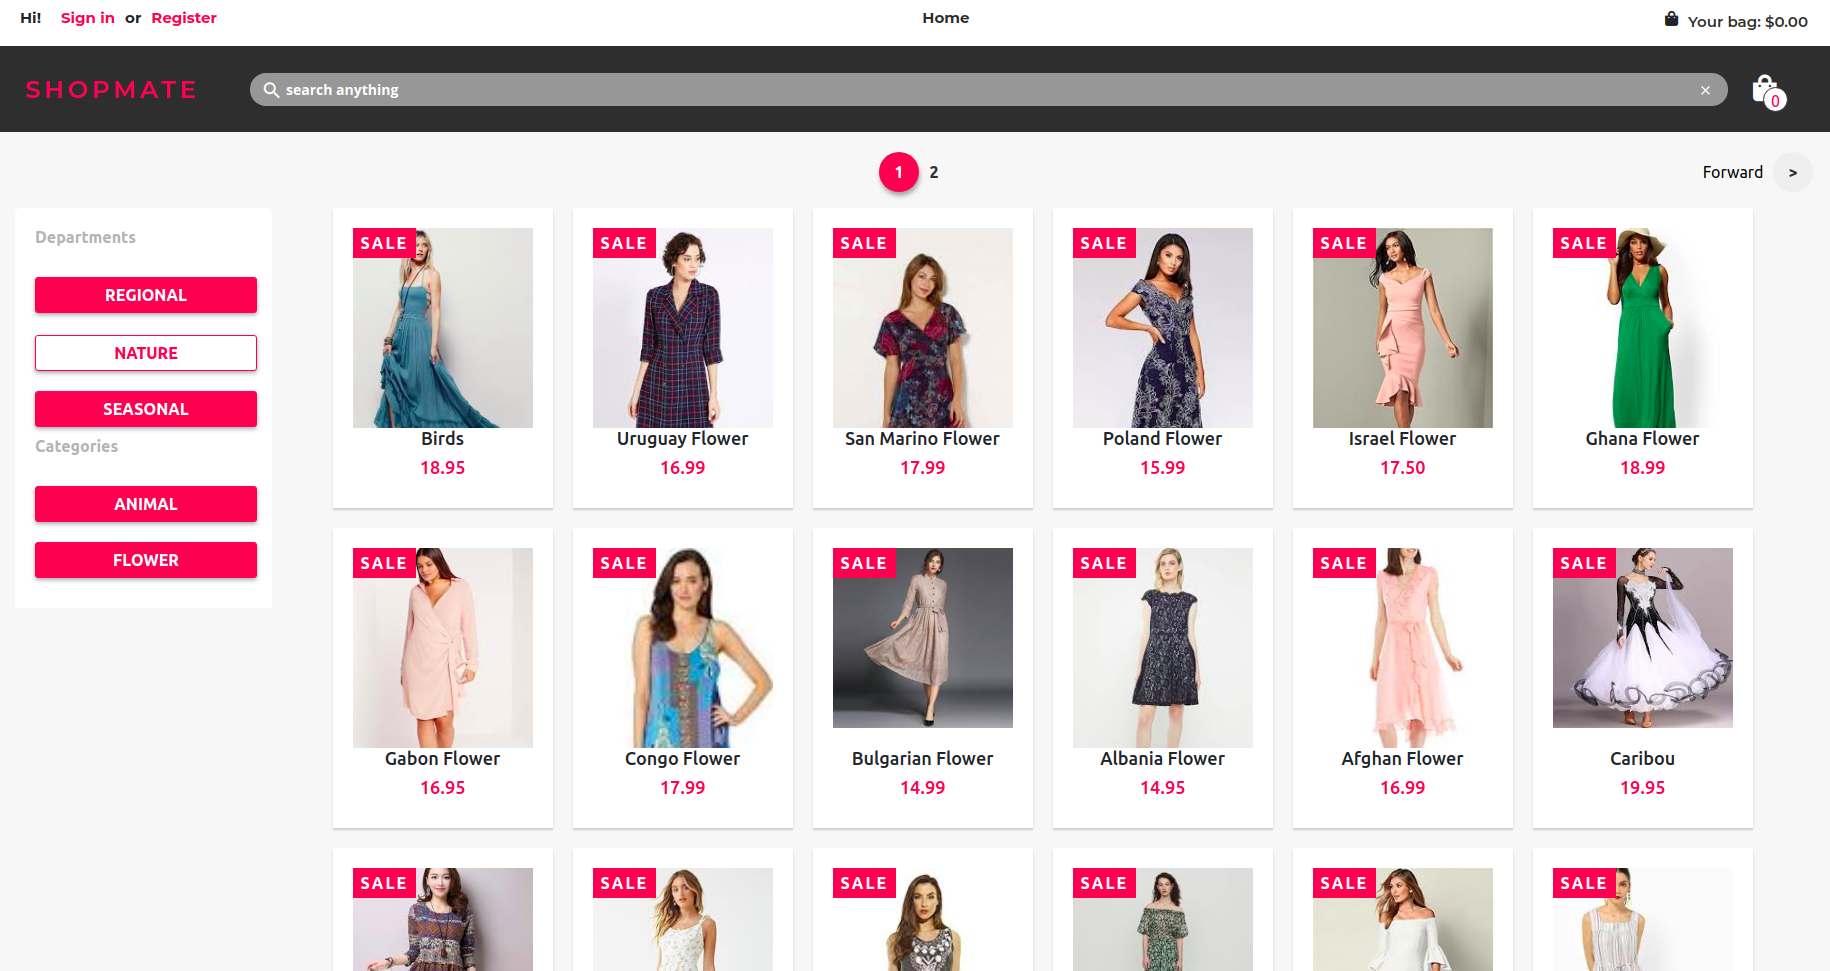 Hi! Sign in or Register
Home
Your bag: $0.00
SHOPMATE
search anything
×
0
1 2
Forward >
Departments
REGIONAL
NATURE
SEASONAL
Categories
ANIMAL
FLOWER
SALE
Birds
18.95
SALE
Uruguay Flower
16.99
SALE
San Marino Flower
17.99
SALE
Poland Flower
15.99
SALE
Israel Flower
17.50
SALE
Ghana Flower
18.99
SALE
Gabon Flower
16.95
SALE
Congo Flower
17.99
SALE
Bulgarian Flower
14.99
SALE
Albania Flower
14.95
SALE
Afghan Flower
16.99
SALE
Caribou
19.95
SALE
SALE
SALE
SALE
SALE
SALE